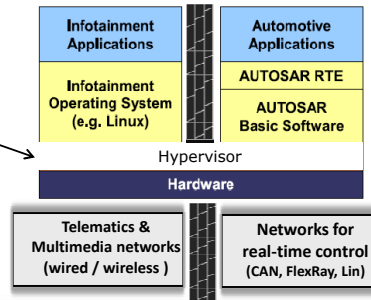 Infotainment
Applications
Automotive
Applications
Infotainment
Operating System
(e.g. Linux)
AUTOSAR RTE
AUTOSAR
Basic Software
Hypervisor
Hardware
Telematics &
Multimedia networks
(wired / wireless )
Networks for
real-time control
(CAN, FlexRay, Lin)